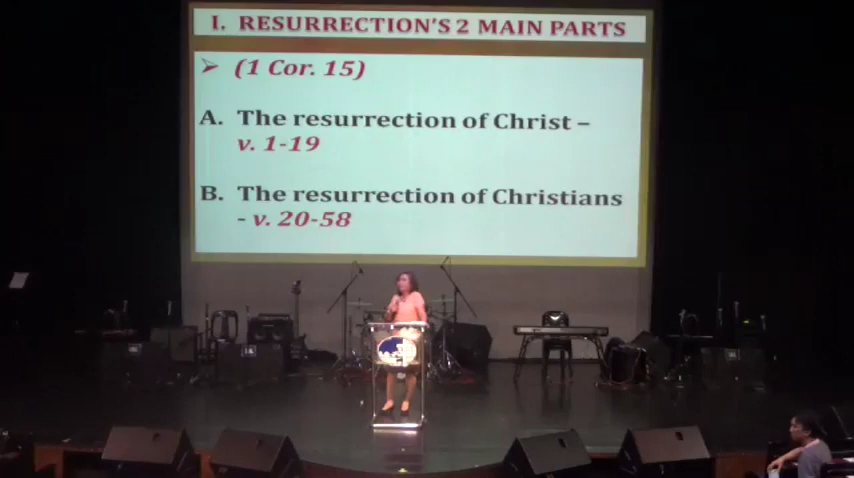 I. RESURRECTION'S 2 MAIN PARTS
➢ (1 Cor. 15)
A. The resurrection of Christ –
v. 1-19
B. The resurrection of Christians
- v. 20-58